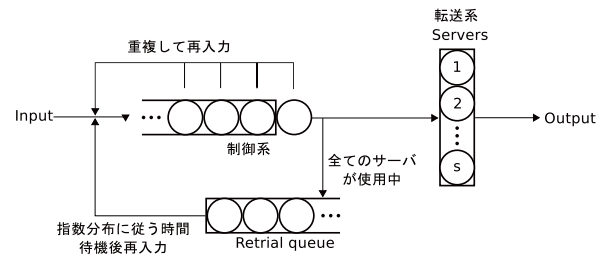 転送系
Servers
重複して再入力
1
2
s
Input
Output
制御系
全てのサーバ
が使用中
指数分布に従う時間
待機後再入力
Retrial queue